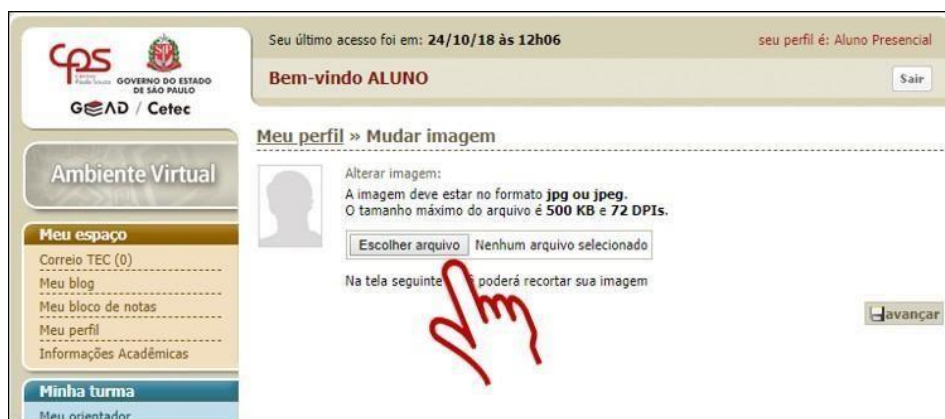 CPS
GOVERNO DO ESTADO
DE SÃO PAULO
GEAD / Cetec
Seu último acesso foi em: 24/10/18 às 12h06
seu perfil é: Aluno Presencial
Bem-vindo ALUNO
Sair
Meu perfil » Mudar imagem
Ambiente Virtual
Alterar imagem:
A imagem deve estar no formato jpg ou jpeg.
O tamanho máximo do arquivo é 500 KB e 72 DPIs.
Escolher arquivo Nenhum arquivo selecionado
Na tela seguinte poderá recortar sua imagem
avançar
Meu espaço
Correio TEC (0)
Meu blog
Meu bloco de notas
Meu perfil
Informações Acadêmicas
Minha turma
Meu orientador